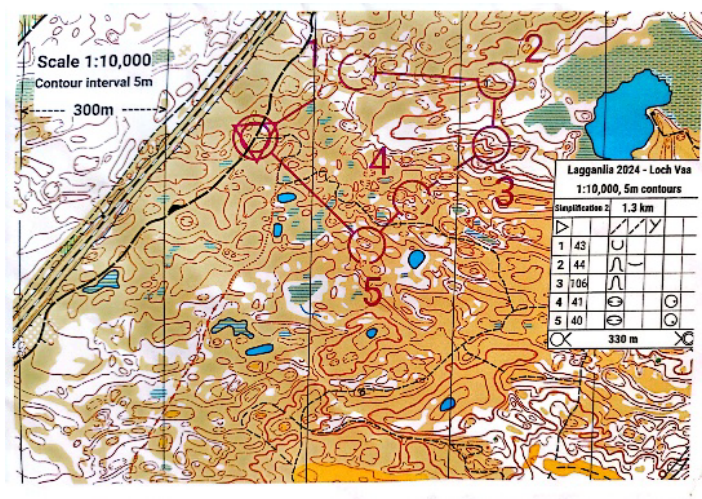 Scale 1:10,000
Contour interval 5m
300m
1
2
3
4
5
Lagganlia 2024 - Loch Vaa
1:10,000, 5m contours
Simplification 2 1.3 km
1 43
2 44
3 106
4 41
5 40
330 m